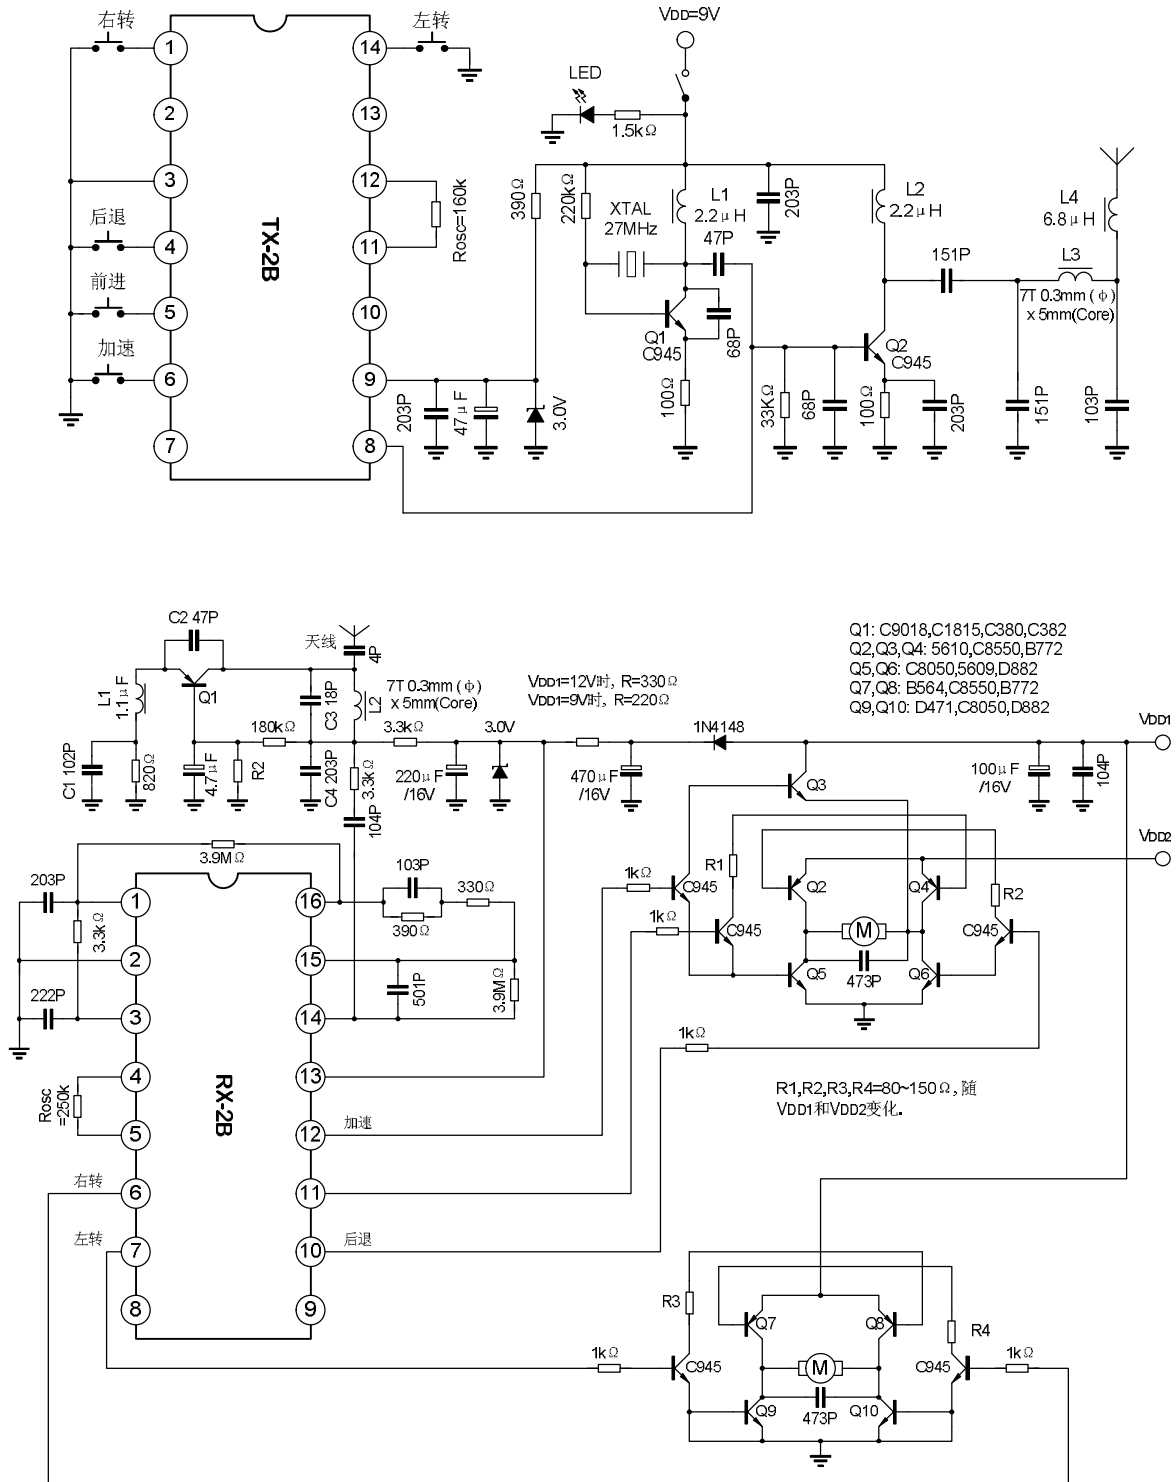 右转
左转
VDD=9V
1
14
LED
2
13
1.5kΩ
3
12
Rosc=160k
390Ω
220kΩ
XTAL
27MHz
L1
2.2μH
203P
L2
2.2μH
L4
6.8μH
后退
TX-2B
4
11
47P
151P
L3
7T 0.3mm(ф)
x 5mm(Core)
前进
5
10
Q1
C945
68P
Q2
C945
加速
6
9
203P
47μF
3.0V
100Ω
33KΩ
68P
100Ω
203P
151P
103P
7
8
C2 47P
天线
4P
Q1: C9018,C1815,C380,C382
Q2,Q3,Q4: 5610,C8550,B772
Q5,Q6: C8050,5609,D882
Q7,Q8: B564,C8550,B772
Q9,Q10: D471,C8050,D882
L1
1.1μF
Q1
C3 18P
L2
7T 0.3mm(ф)
x 5mm(Core)
VDD1=12V时, R=330Ω
VDD1=9V时, R=220Ω
180kΩ
3.3kΩ
3.0V
1N4148
VDD1
C1 102P
820Ω
4.7μF
R2
C4 203P
3.3kΩ
220μF
/16V
470μF
/16V
Q3
100μF
/16V
104P
104P
3.9MΩ
VDD2
203P
1
16
103P
330Ω
390Ω
1kΩ
C945
R1
Q2
Q4
R2
3.3kΩ
1kΩ
C945
M
C945
2
15
501P
3.9MΩ
Q5
473P
Q6
222P
3
14
1kΩ
Rosc
=250k
4
RX-2B
13
R1,R2,R3,R4=80~150Ω,随
VDD1和VDD2变化.
5
12
加速
右转
6
11
左转
7
10
后退
8
9
R3
Q7
Q8
R4
1kΩ
C945
M
C945
1kΩ
Q9
473P
Q10